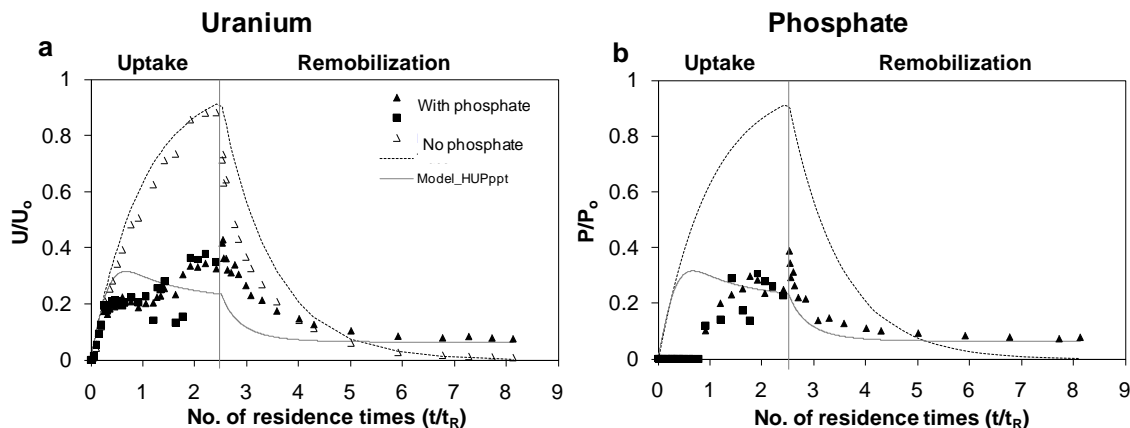 Uranium
Phosphate
a
Uptake
Remobilization
U/Uo
1
0.8
0.6
0.4
0.2
0
With phosphate
No phosphate
Model_HUPppt
0 1 2 3 4 5 6 7 8 9
No. of residence times (t/tR)
b
Uptake
Remobilization
P/Po
1
0.8
0.6
0.4
0.2
0
0 1 2 3 4 5 6 7 8 9
No. of residence times (t/tR)